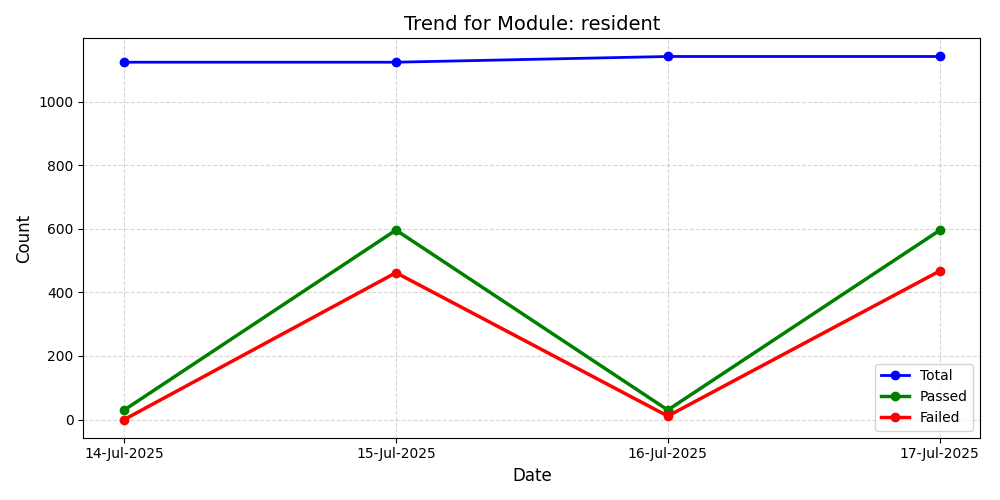 Trend for Module: resident
Count
1000
800
600
400
200
0
Total
Passed
Failed
14-Jul-2025
15-Jul-2025
16-Jul-2025
17-Jul-2025
Date